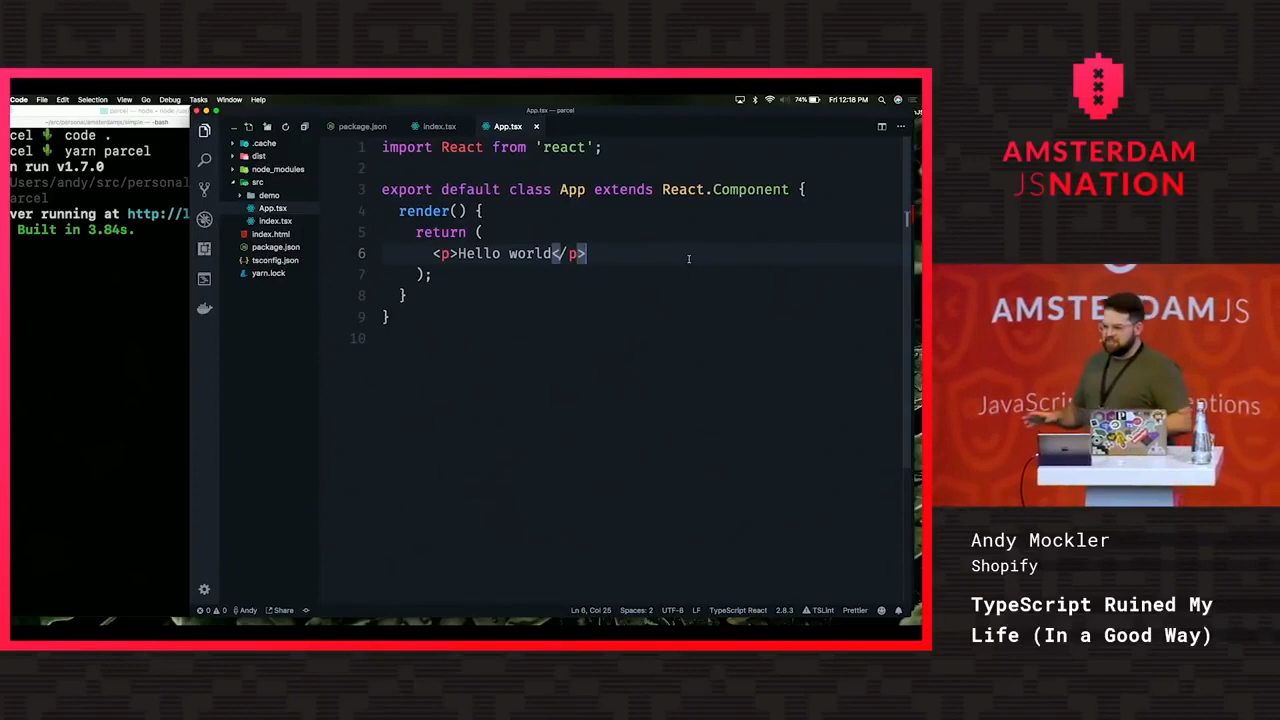 Code File Edit Selection View Go Debug Tasks Window Help
74% Fri 12:18 PM
App.tsx — parcel
package.json index.tsx App.tsx
cel code .
cel yarn parcel
n run v1.7.0
Users/andy/src/personal
arcel
ver running at http://l
Built in 3.84s.
.cache
dist
node_modules
src
demo
App.tsx
index.tsx
index.html
package.json
tsconfig.json
yarn.lock
1 import React from 'react';
2
3 export default class App extends React.Component {
4 render() {
5 return (
6 <p>Hello world</p>
7 );
8 }
9 }
10
0 0 Andy Share
Ln 6, Col 25 Spaces: 2 UTF-8 LF TypeScript React 2.8.3 TSLint Prettier
AMSTERDAM
JSNATION
AMSTERDAMJS
JavaScript
Andy Mockler
Shopify
TypeScript Ruined My
Life (In a Good Way)